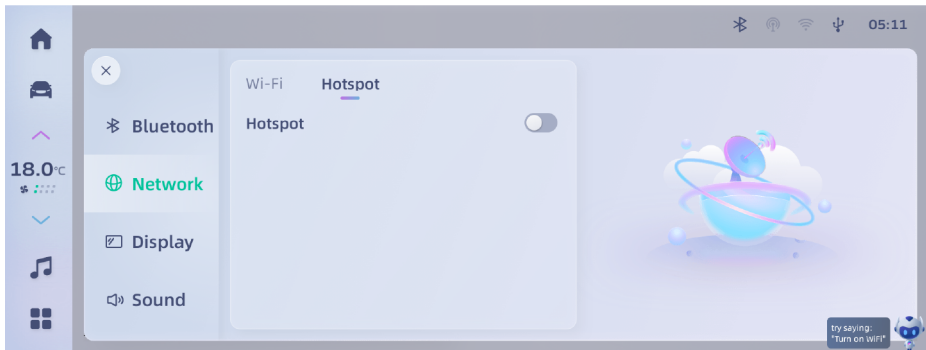 05:11
Wi-Fi Hotspot
Bluetooth
Hotspot
18.0°C
Network
Display
Sound
try saying:
"Turn on WiFi"